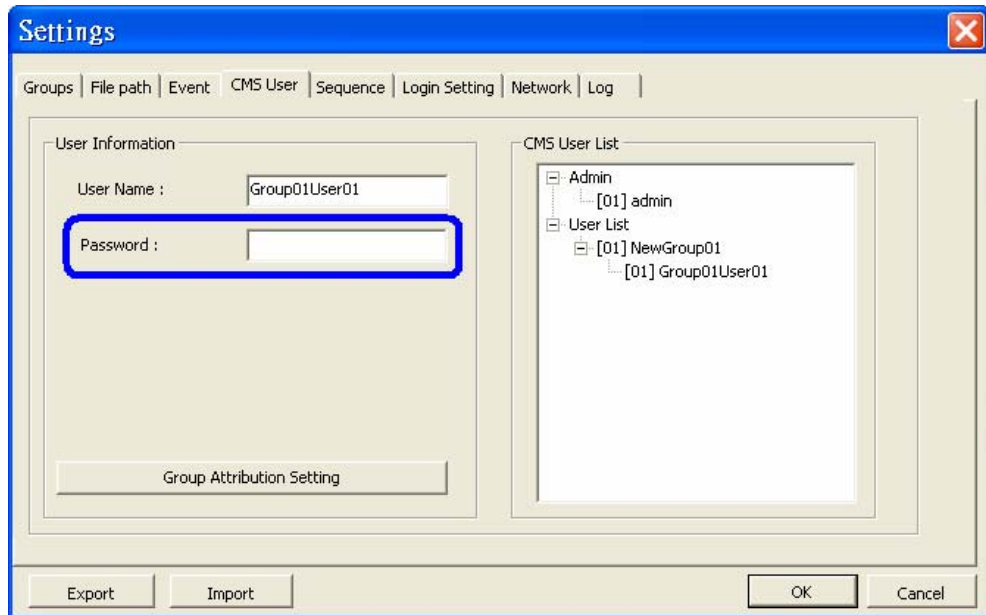 Settings
Groups File path Event CMS User Sequence Login Setting Network Log
User Information
User Name :
Group01User01
Password :
Group Attribution Setting
CMS User List
Admin
[01] admin
User List
[01] NewGroup01
[01] Group01User01
Export
Import
OK
Cancel